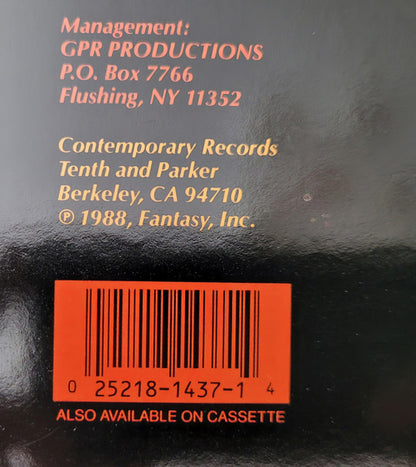 Management:
GPR PRODUCTIONS
P.O. Box 7766
Flushing, NY 11352
Contemporary Records
Tenth and Parker
Berkeley, CA 94710
℗ 1988, Fantasy, Inc.
0 25218-1437-1 4
ALSO AVAILABLE ON CASSETTE